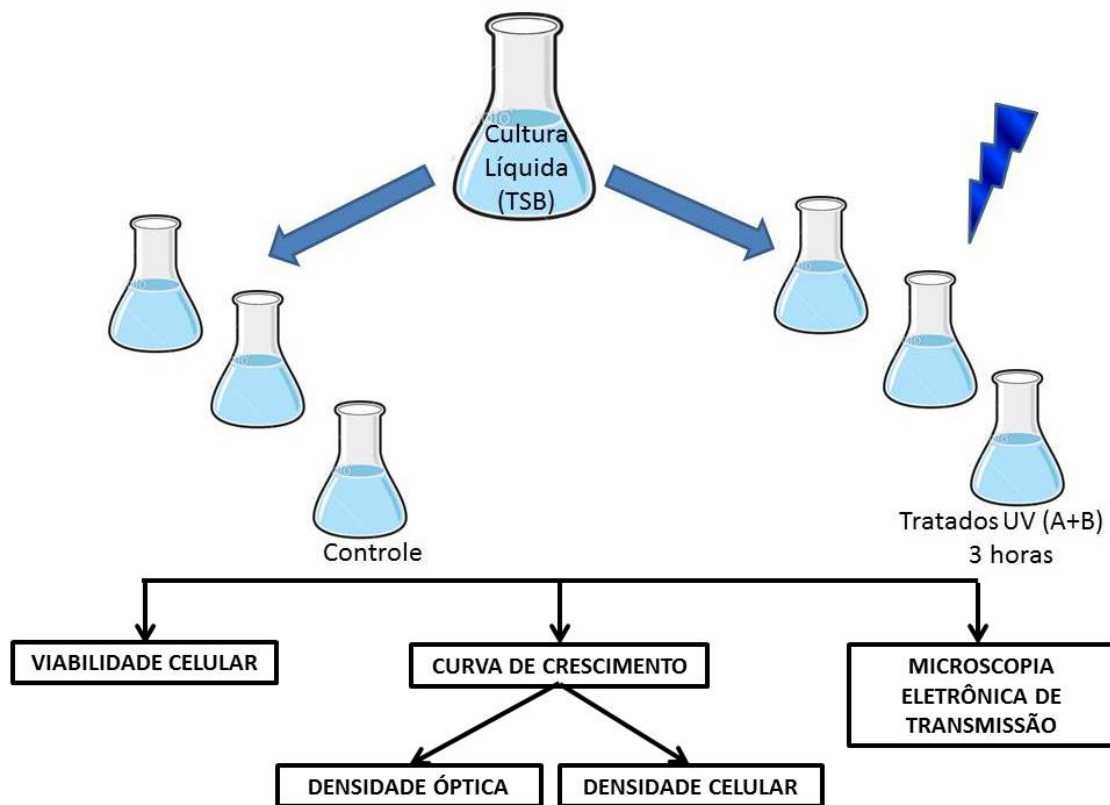 Cultura
Líquida
(TSB)
Controle
Tratados UV (A+B)
3 horas
VIABILIDADE CELULAR
CURVA DE CRESCIMENTO
MICROSCOPIA
ELETRÔNICA DE
TRANSMISSÃO
DENSIDADE ÓPTICA
DENSIDADE CELULAR